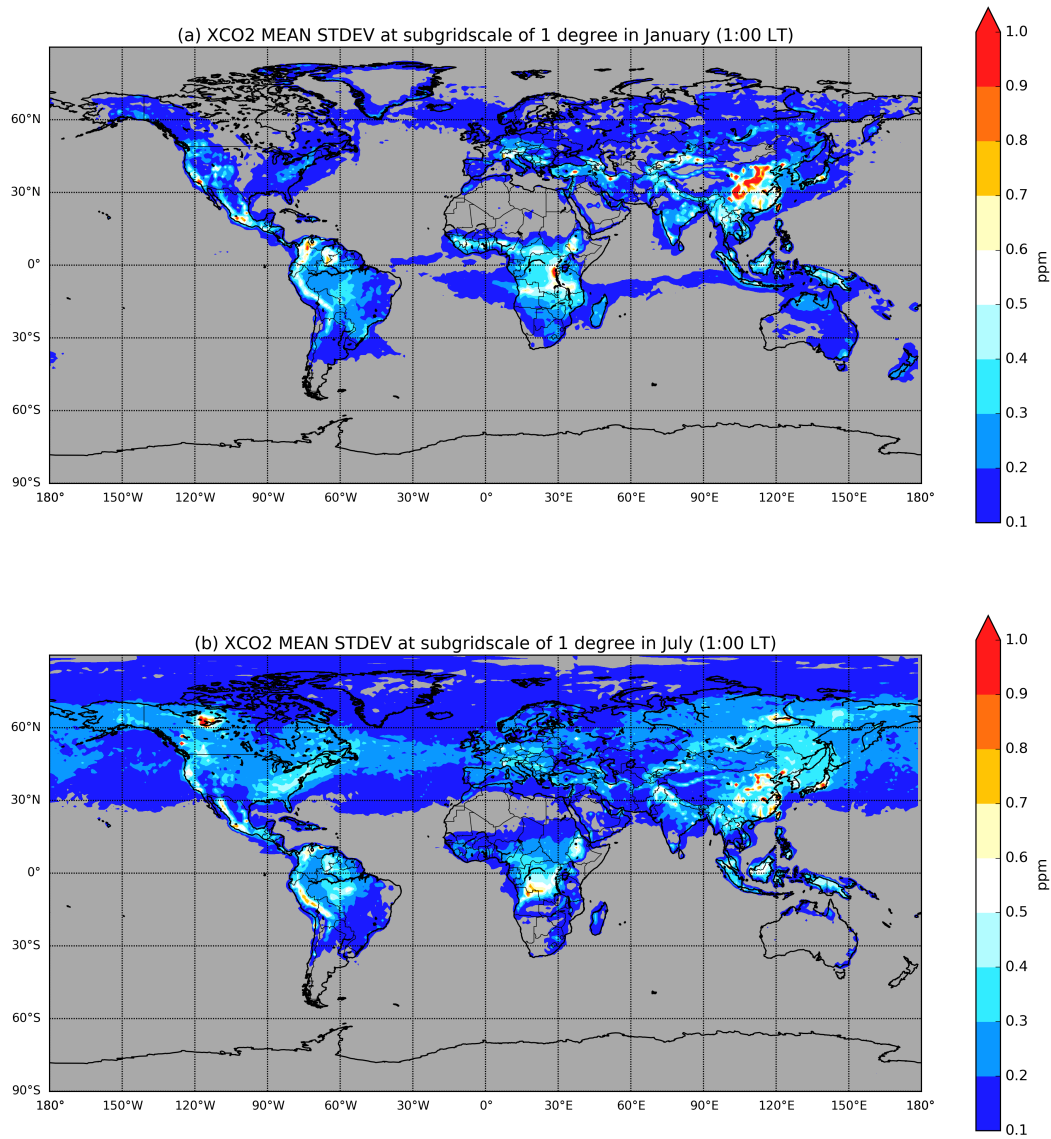 (a) XCO2 MEAN STDEV at subgridscale of 1 degree in January (1:00 LT)
60°N
30°N
0°
30°S
60°S
90°S
180° 150°W 120°W 90°W 60°W 30°W 0° 30°E 60°E 90°E 120°E 150°E 180°
1.0
0.9
0.8
0.7
0.6
0.5
0.4
0.3
0.2
0.1
ppm
(b) XCO2 MEAN STDEV at subgridscale of 1 degree in July (1:00 LT)
60°N
30°N
0°
30°S
60°S
90°S
180° 150°W 120°W 90°W 60°W 30°W 0° 30°E 60°E 90°E 120°E 150°E 180°
1.0
0.9
0.8
0.7
0.6
0.5
0.4
0.3
0.2
0.1
ppm